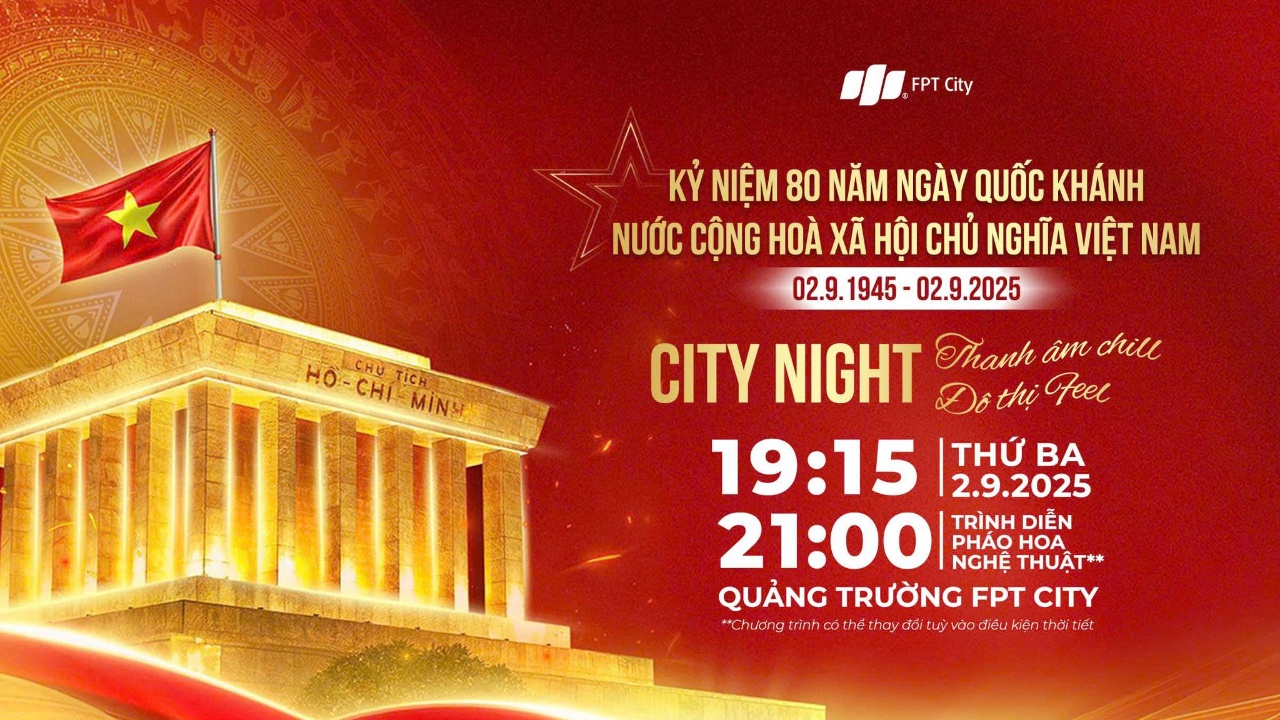 FPT City
KỶ NIỆM 80 NĂM NGÀY QUỐC KHÁNH
NƯỚC CỘNG HOÀ XÃ HỘI CHỦ NGHĨA VIỆT NAM
02.9.1945 - 02.9.2025
CITY NIGHT
Thanh âm chill
Đô thị Feel
19:15
THỨ BA
2.9.2025
21:00
TRÌNH DIỄN
PHÁO HOA
NGHỆ THUẬT**
QUẢNG TRƯỜNG FPT CITY
**Chương trình có thể thay đổi tuỳ vào điều kiện thời tiết
CHỦ TỊCH
HỒ-CHÍ-MINH